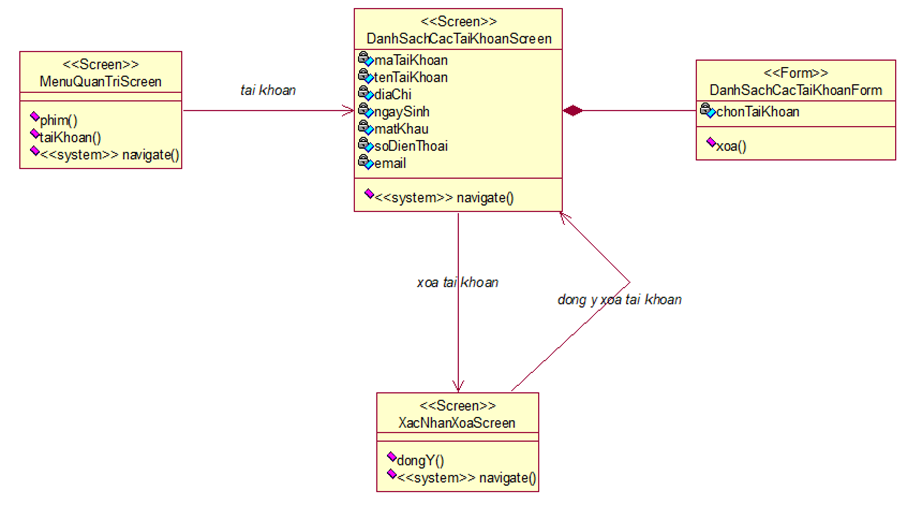 <<Screen>>
MenuQuanTriScreen
phim()
taiKhoan()
<<system>> navigate()
tai khoan
<<Screen>>
DanhSachCacTaiKhoanScreen
maTaiKhoan
tenTaiKhoan
diaChi
ngaySinh
matKhau
soDienThoai
email
<<system>> navigate()
<<Form>>
DanhSachCacTaiKhoanForm
chonTaiKhoan
xoa()
xoa tai khoan
dong y xoa tai khoan
<<Screen>>
XacNhanXoaScreen
dongY()
<<system>> navigate()